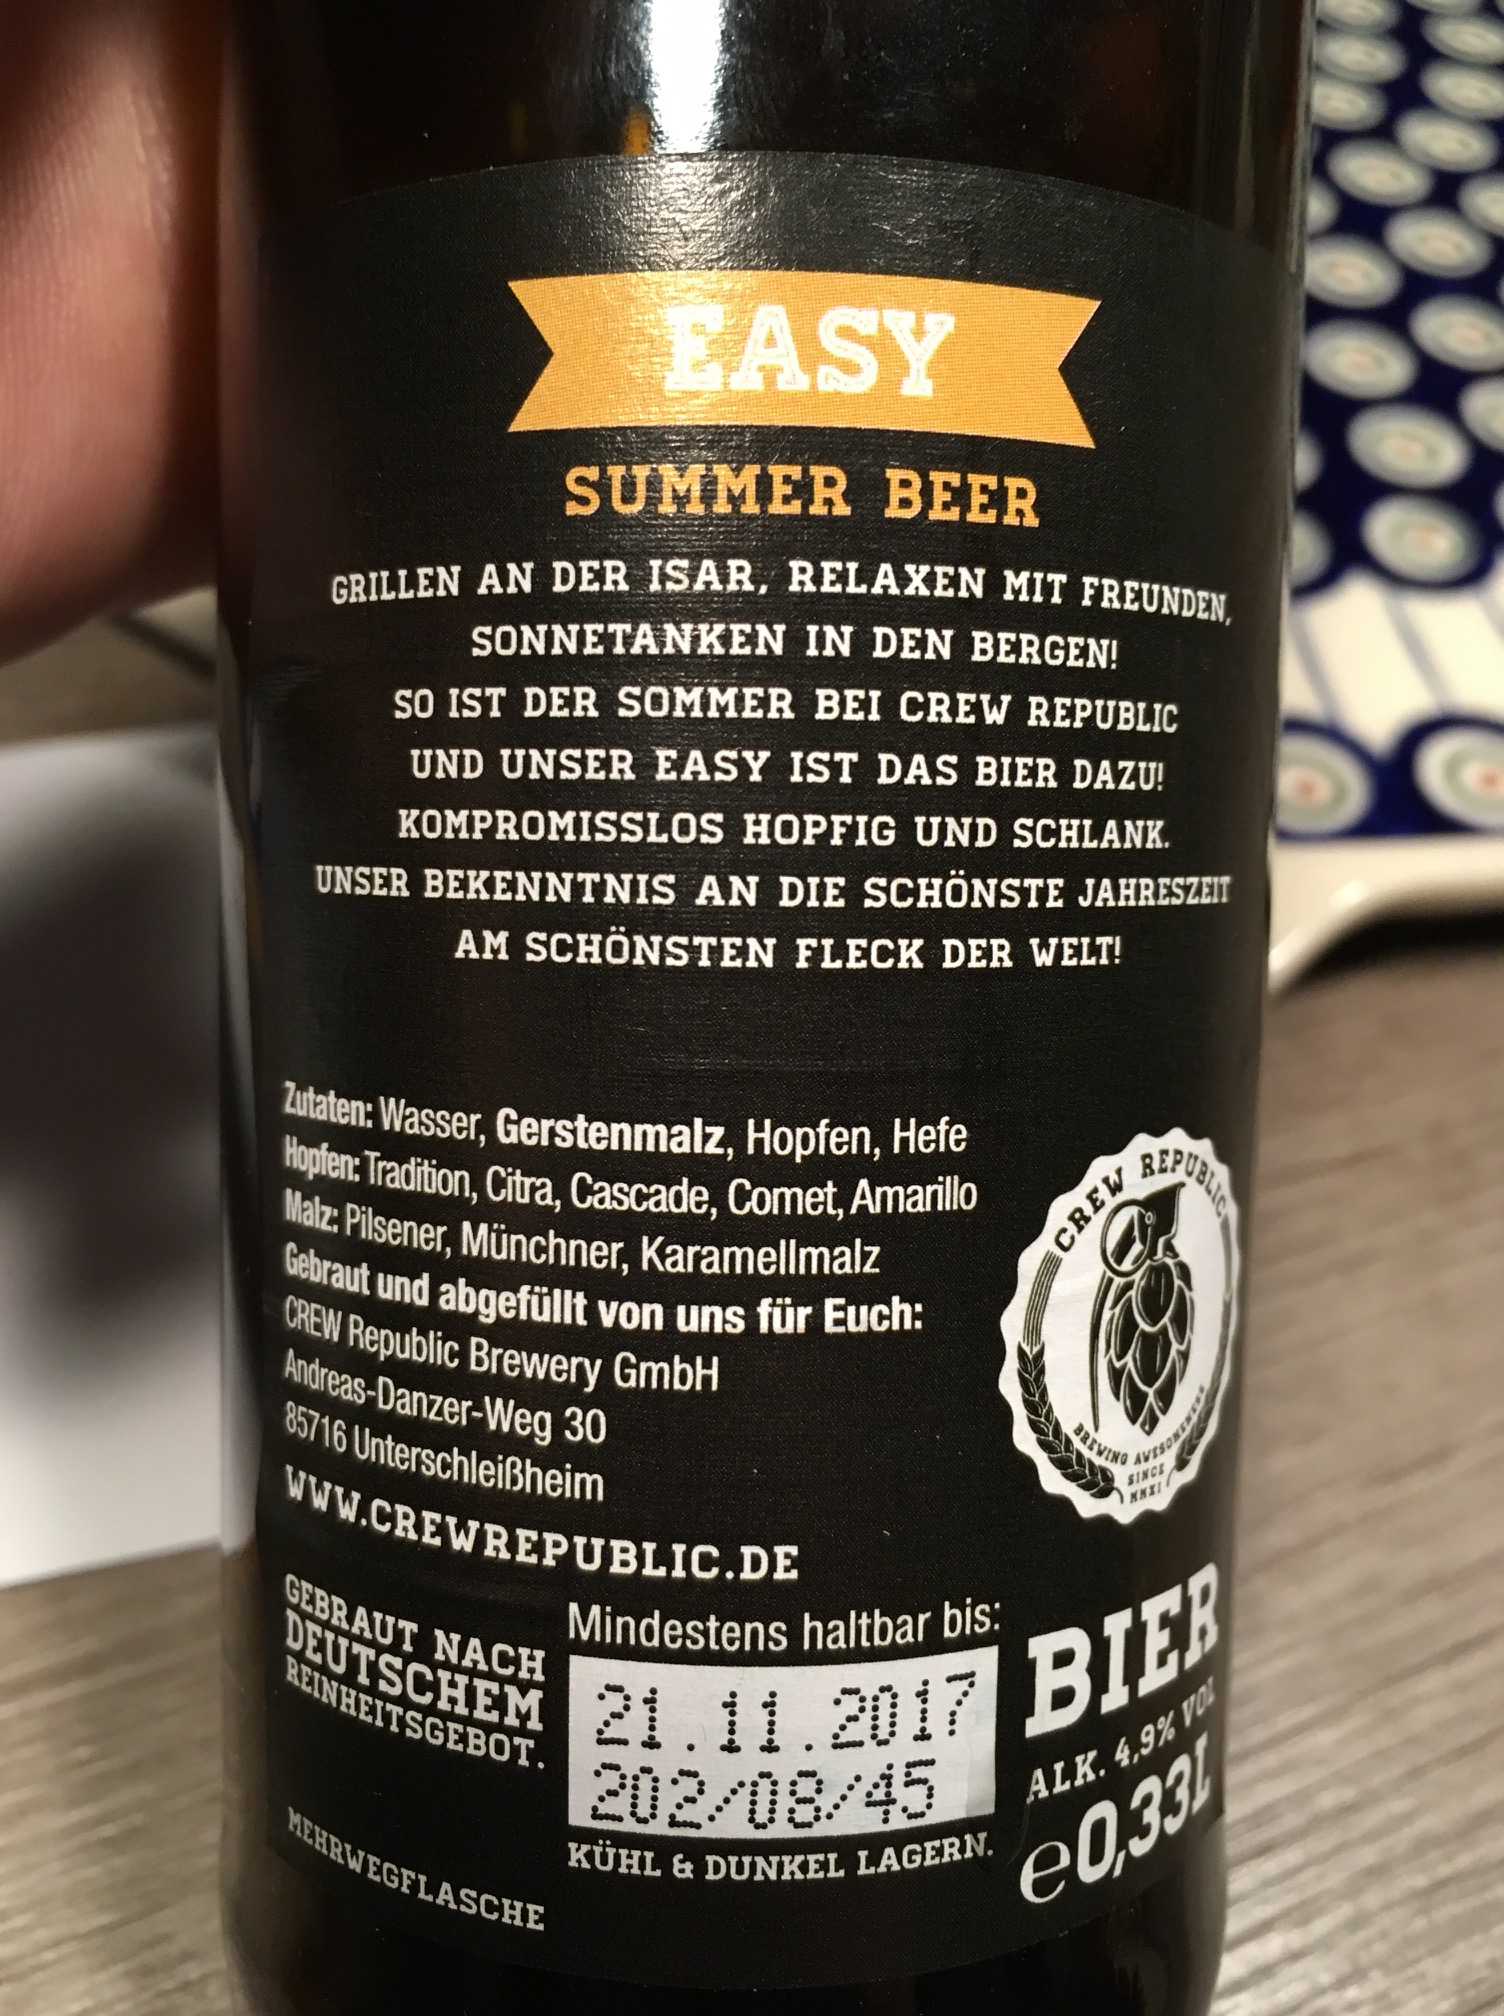 EASY
SUMMER BEER
GRILLEN AN DER ISAR, RELAXEN MIT FREUNDEN,
SONNETANKEN IN DEN BERGEN!
SO IST DER SOMMER BEI CREW REPUBLIC
UND UNSER EASY IST DAS BIER DAZU!
KOMPROMISSLOS HOPFIG UND SCHLANK.
UNSER BEKENNTNIS AN DIE SCHÖNSTE JAHRESZEIT
AM SCHÖNSTEN FLECK DER WELT!
Zutaten: Wasser, Gerstenmalz, Hopfen, Hefe
Hopfen: Tradition, Citra, Cascade, Comet, Amarillo
Malz: Pilsener, Münchner, Karamellmalz
Gebraut und abgefüllt von uns für Euch:
CREW Republic Brewery GmbH
Andreas-Danzer-Weg 30
85716 Unterschleißheim
WWW.CREWREPUBLIC.DE
CREW REPUBLIC
BREWING AWESOMENESS
SINCE
MMXI
GEBRAUT NACH
DEUTSCHEM
REINHEITSGEBOT.
MEHRWEGFLASCHE
Mindestens haltbar bis:
21.11.2017
202/08/45
KÜHL & DUNKEL LAGERN.
BIER
ALK. 4,9% VOL
e0,33L